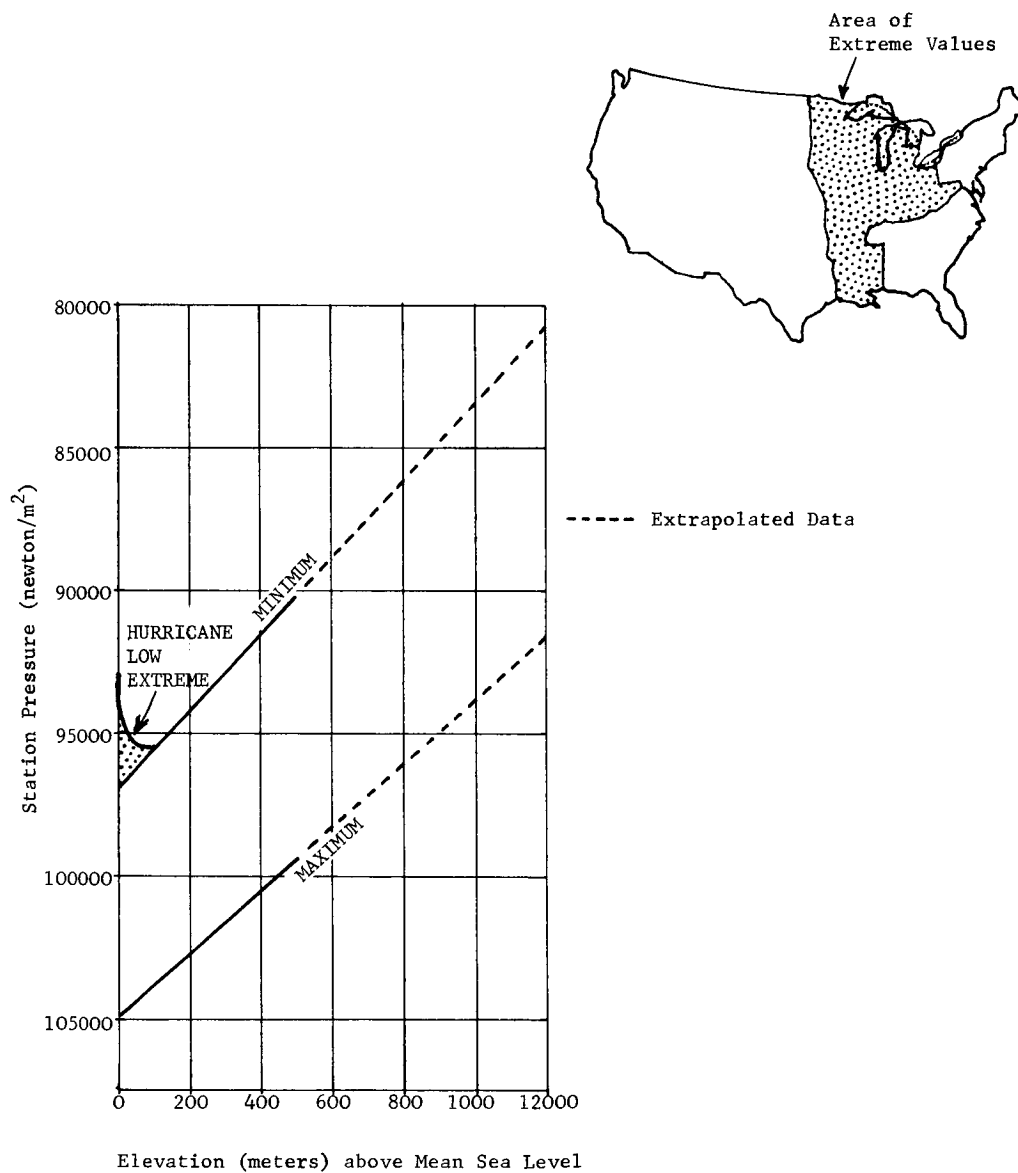 Area of
Extreme Values
80000
85000
90000
95000
100000
105000
Station Pressure (newton/m²)
HURRICANE
LOW
EXTREME
MINIMUM
MAXIMUM
----- Extrapolated Data
0 200 400 600 800 1000 12000
Elevation (meters) above Mean Sea Level